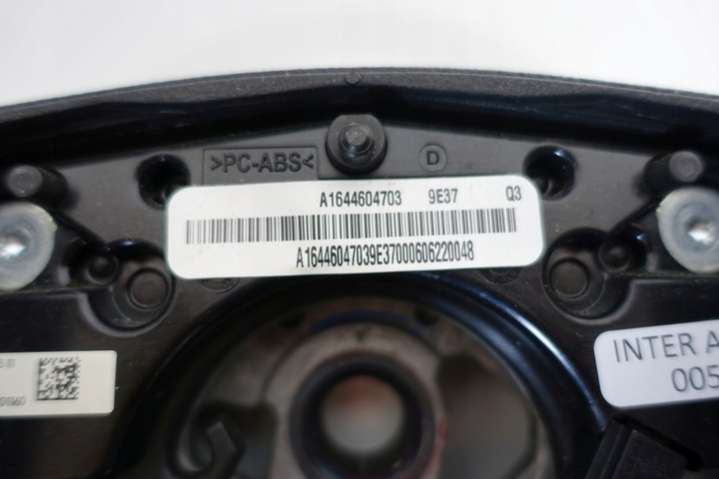 >PC-ABS<
D
A1644604703 9E37 Q3
A16446047039E37000606220048
INTER A
005